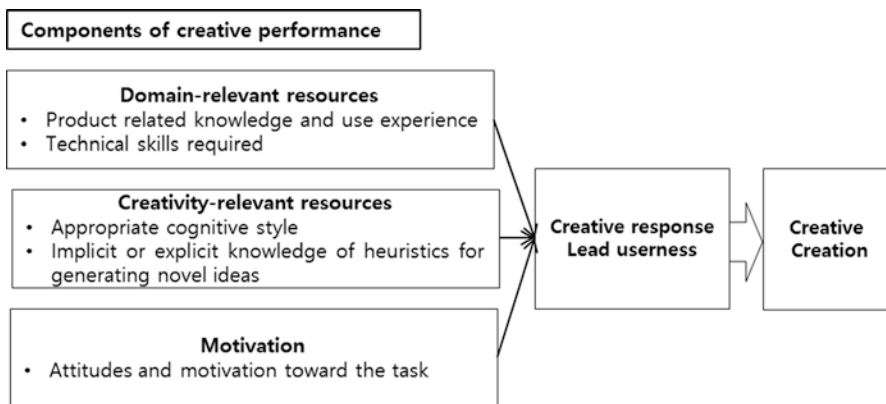 Components of creative performance
Domain-relevant resources
• Product related knowledge and use experience
• Technical skills required
Creativity-relevant resources
• Appropriate cognitive style
• Implicit or explicit knowledge of heuristics for
generating novel ideas
Motivation
• Attitudes and motivation toward the task
Creative response
Lead userness
Creative
Creation